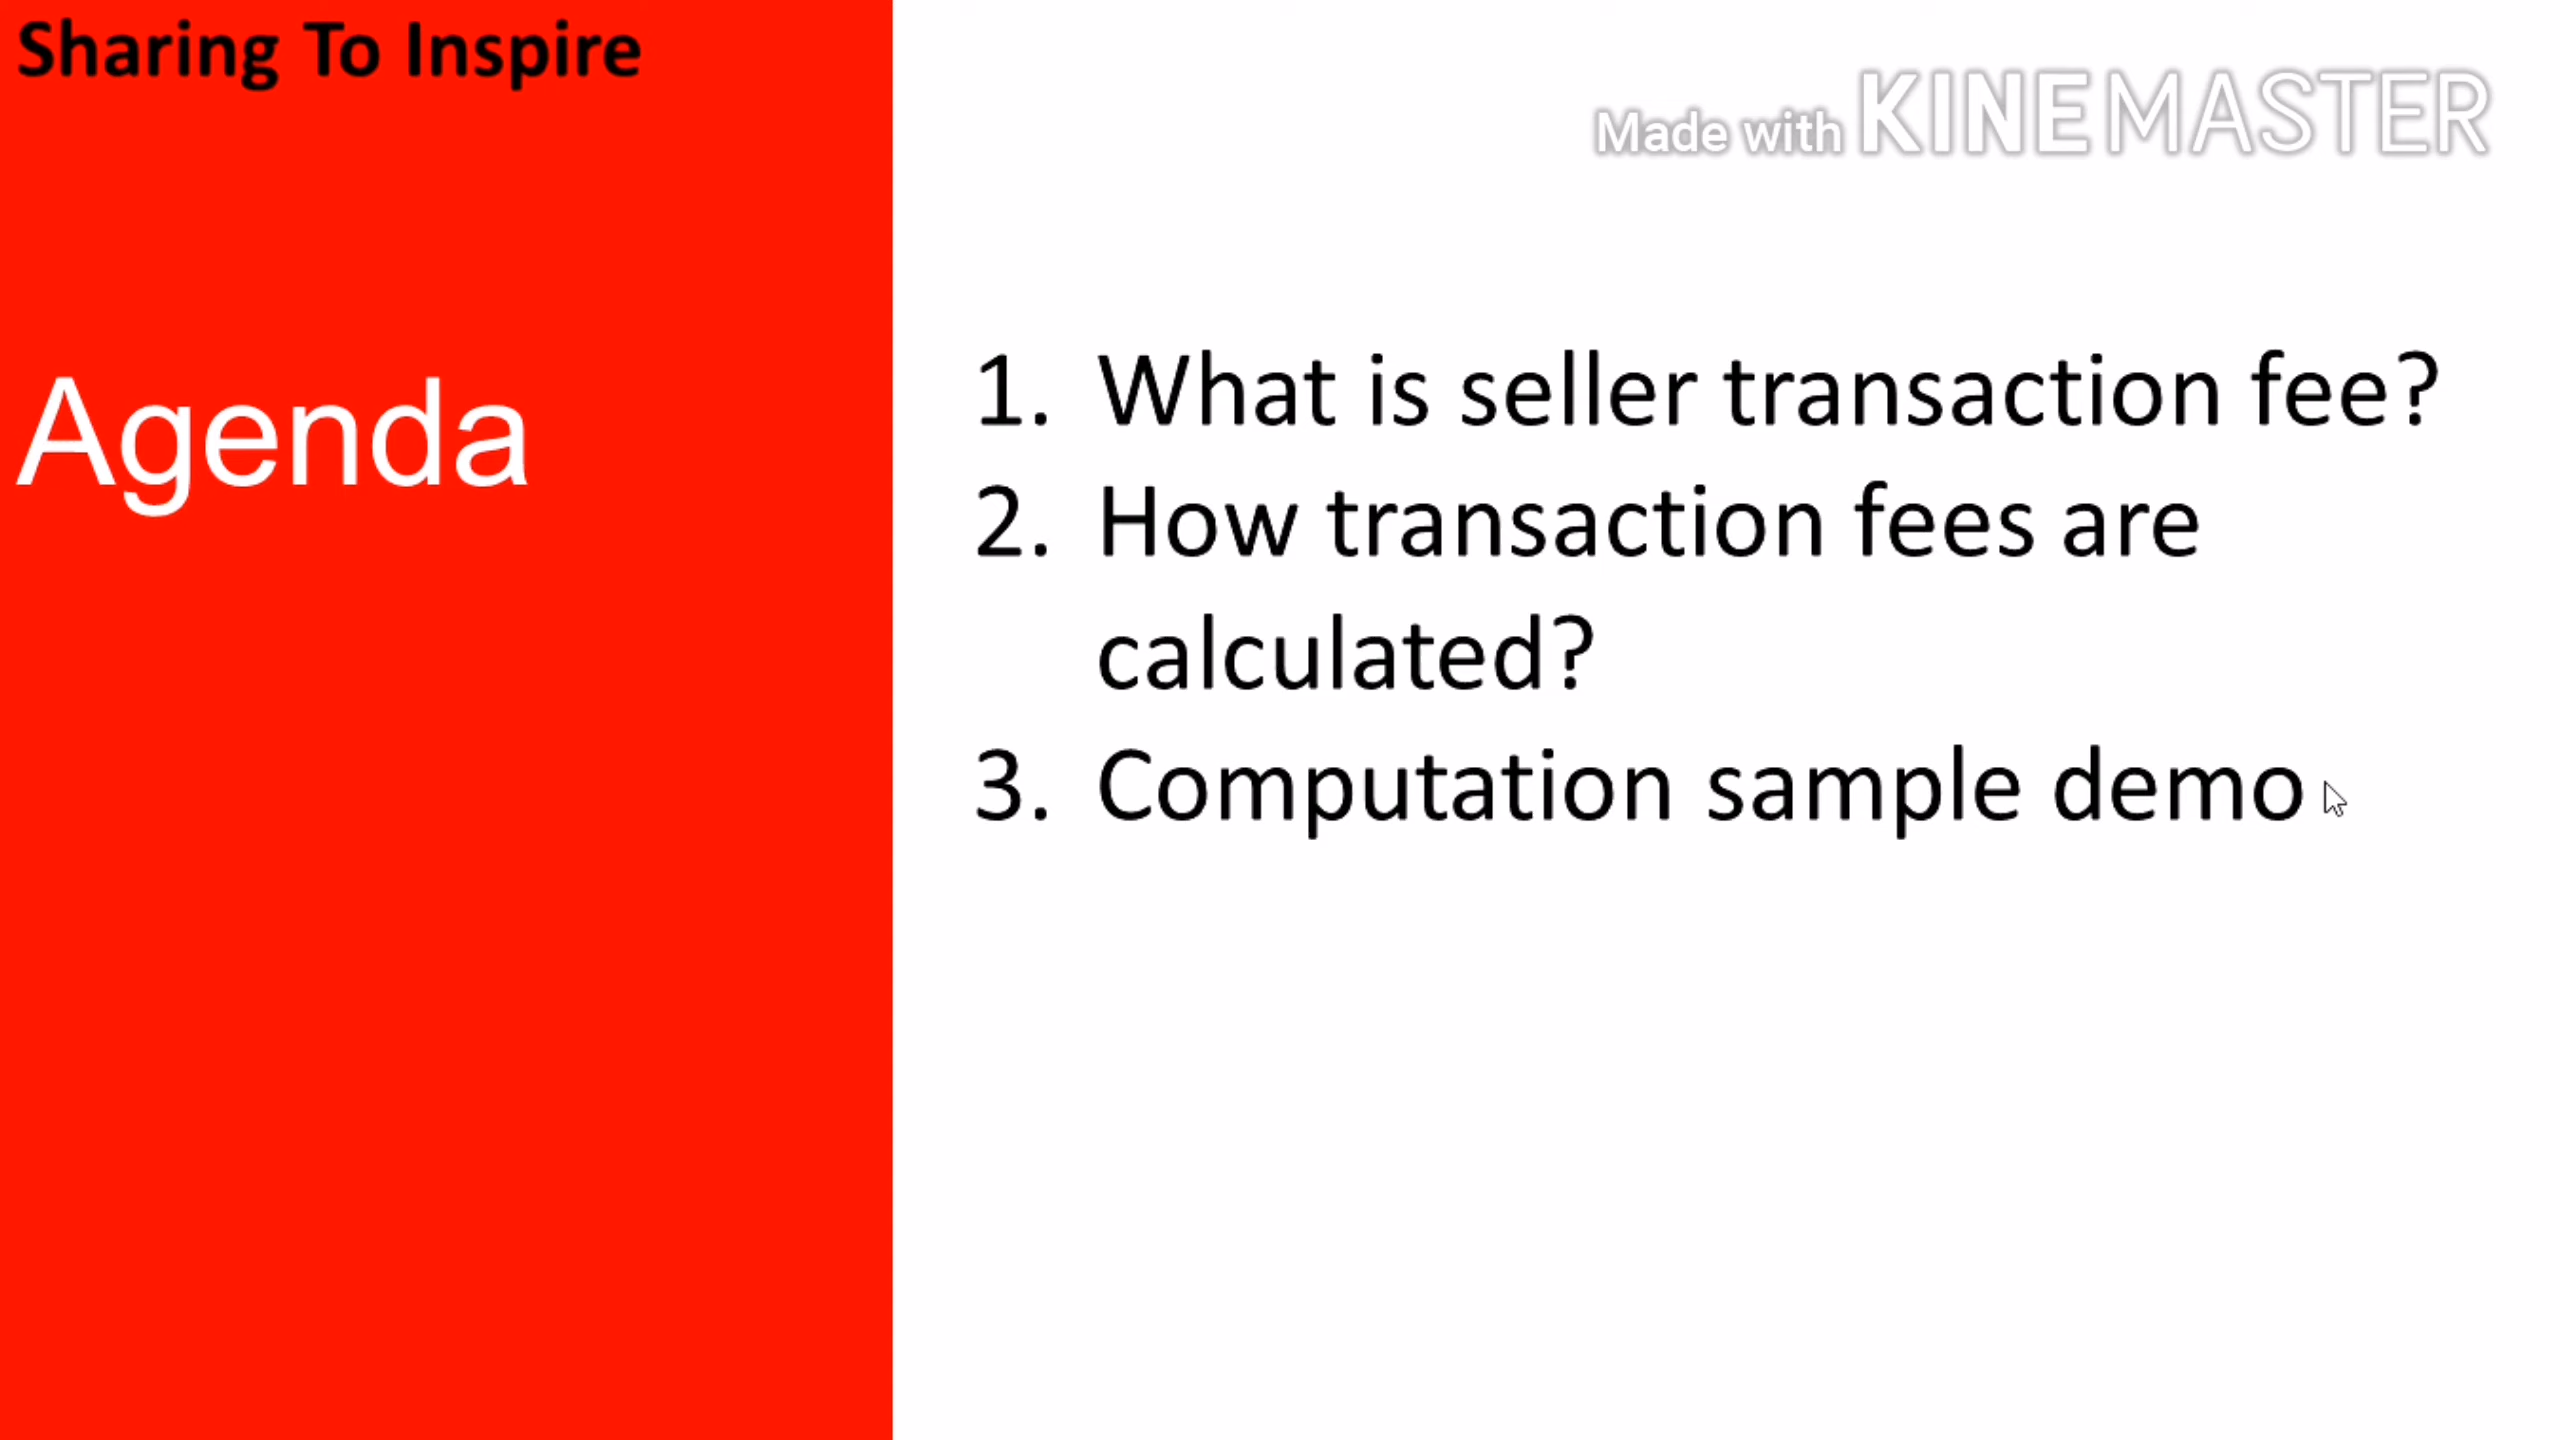 Sharing To Inspire
Made with KINEMASTER
Agenda
1. What is seller transaction fee?
2. How transaction fees are
calculated?
3. Computation sample demo